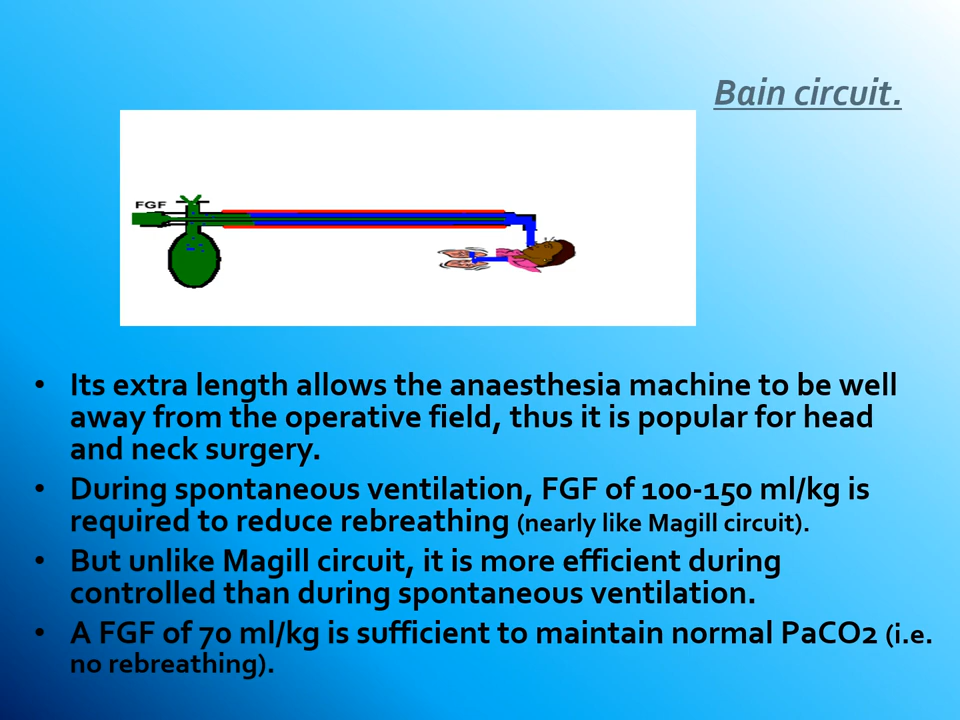 Bain circuit.
FGF
• Its extra length allows the anaesthesia machine to be well
away from the operative field, thus it is popular for head
and neck surgery.
• During spontaneous ventilation, FGF of 100-150 ml/kg is
required to reduce rebreathing (nearly like Magill circuit).
• But unlike Magill circuit, it is more efficient during
controlled than during spontaneous ventilation.
• A FGF of 70 ml/kg is sufficient to maintain normal PaCO2 (i.e.
no rebreathing).